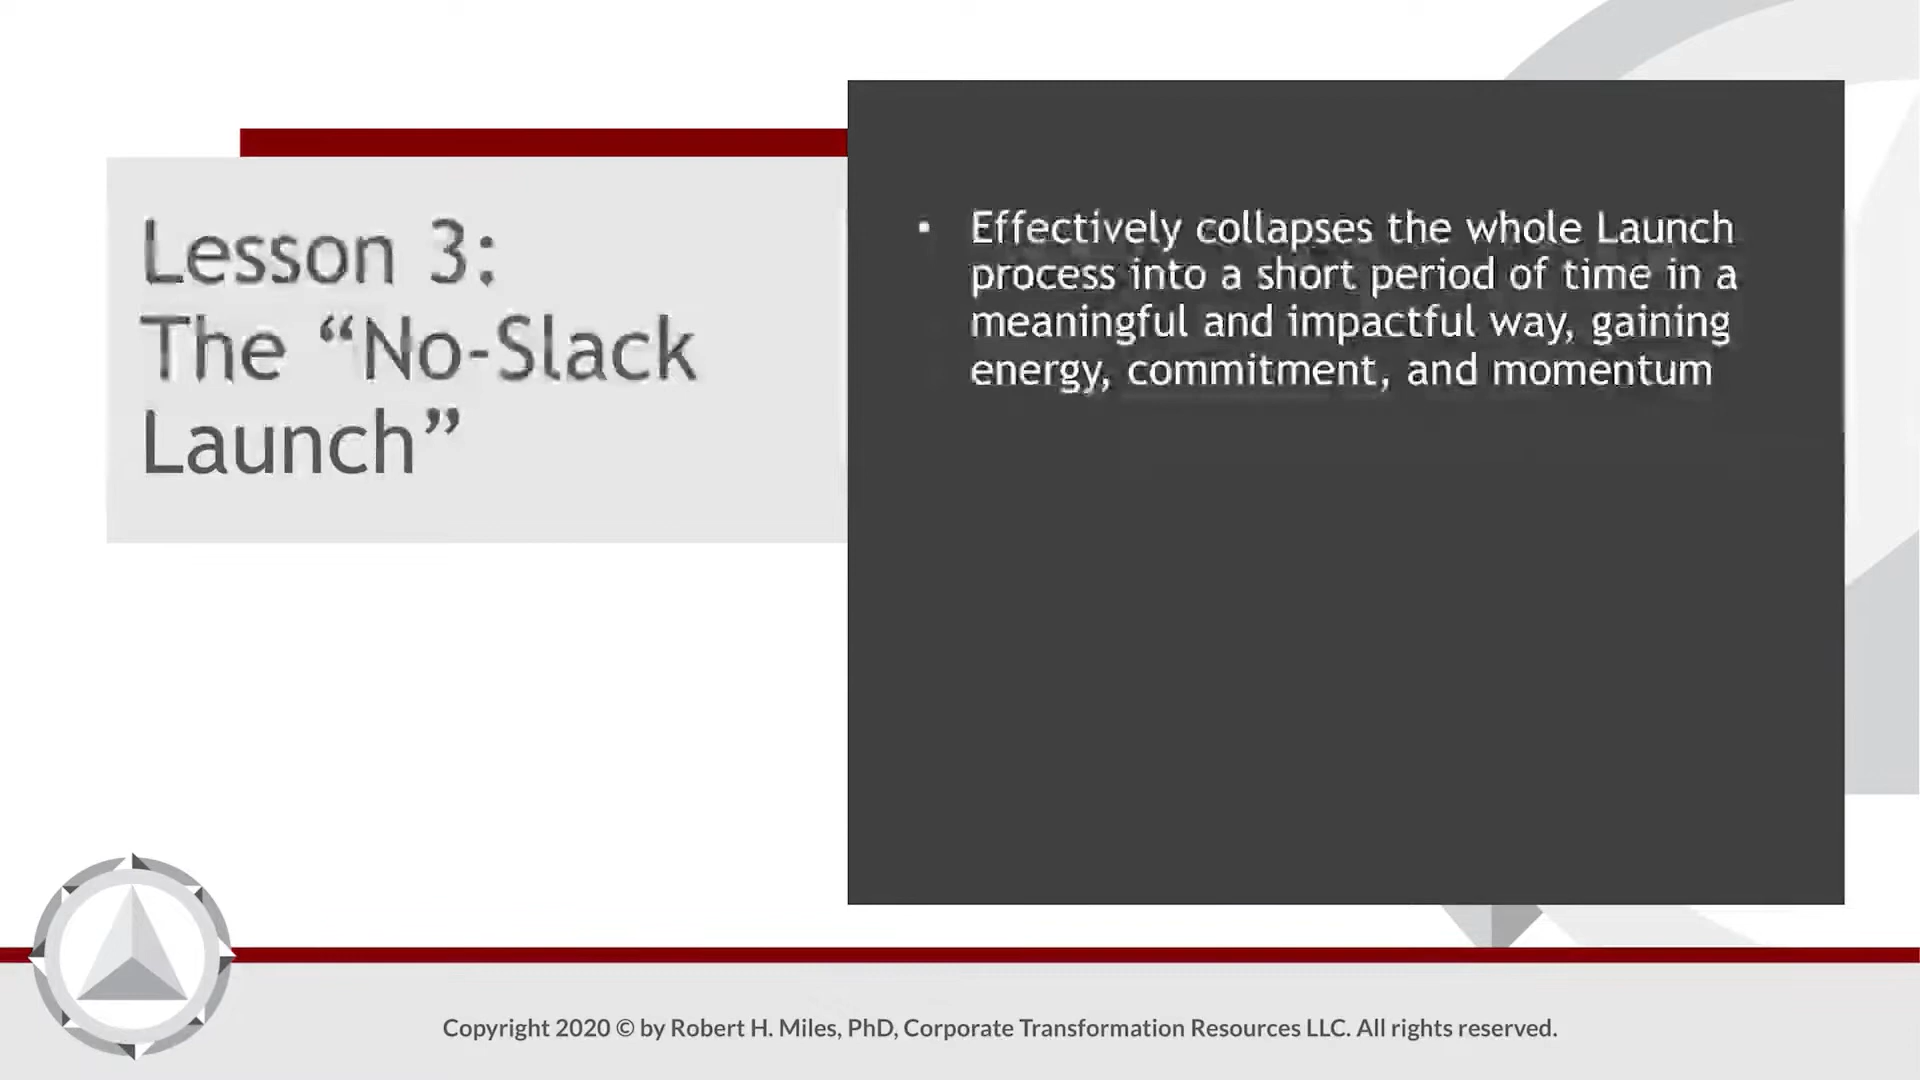 Lesson 3:
The “No-Slack
Launch”
• Effectively collapses the whole Launch
process into a short period of time in a
meaningful and impactful way, gaining
energy, commitment, and momentum
Copyright 2020 © by Robert H. Miles, PhD, Corporate Transformation Resources LLC. All rights reserved.